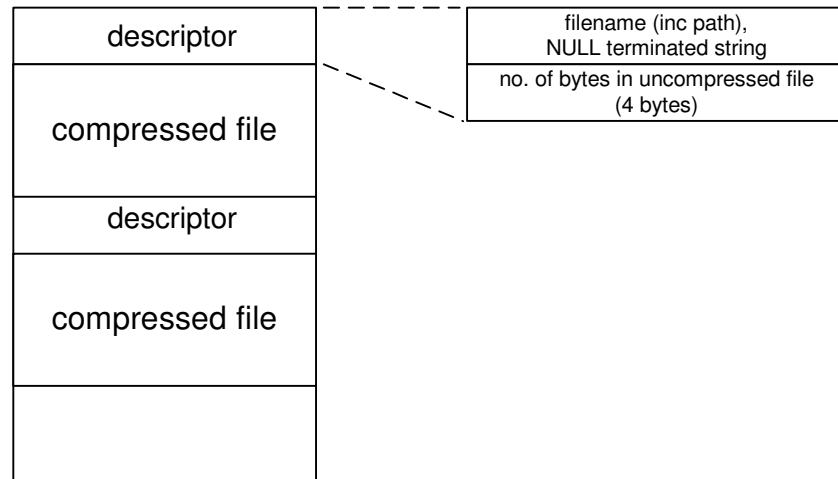 descriptor
filename (inc path),
NULL terminated string
no. of bytes in uncompressed file
(4 bytes)
compressed file
descriptor
compressed file